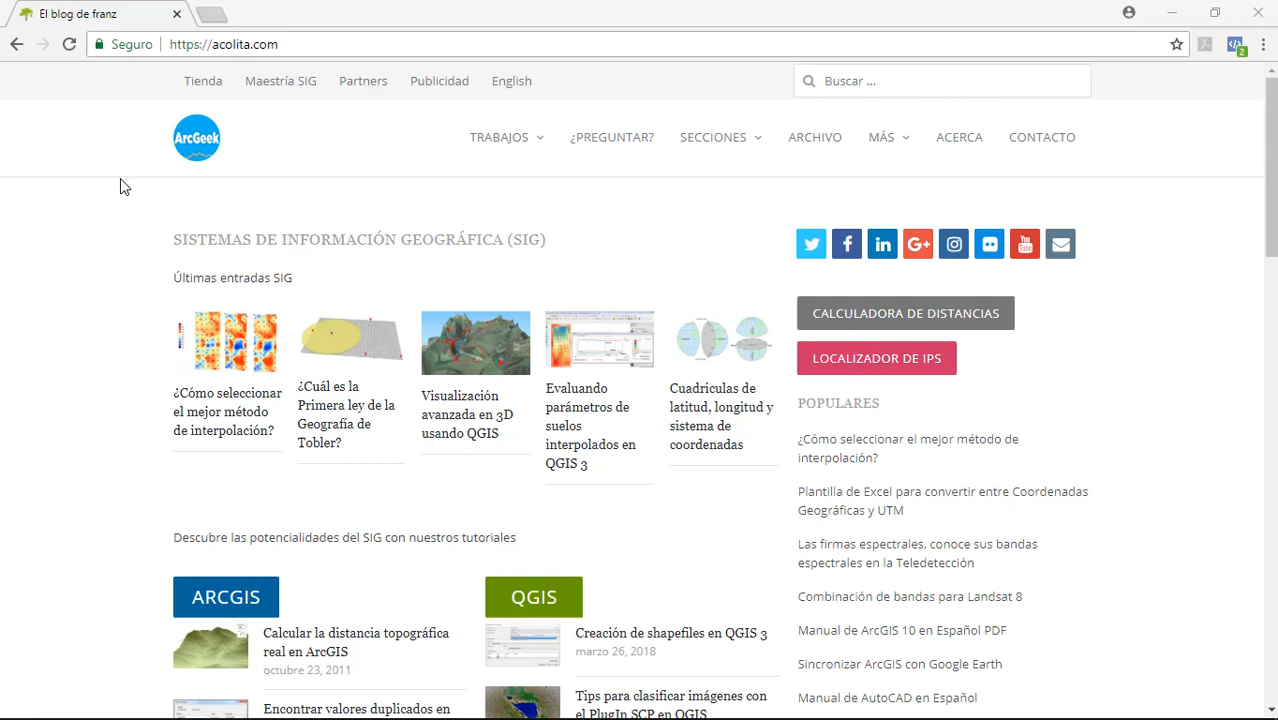 El blog de franz
Seguro
https://acolita.com
2
Tienda
Maestría SIG
Partners
Publicidad
English
Buscar ...
ArcGeek
TRABAJOS
¿PREGUNTAR?
SECCIONES
ARCHIVO
MÁS
ACERCA
CONTACTO
SISTEMAS DE INFORMACIÓN GEOGRÁFICA (SIG)
Últimas entradas SIG
¿Cómo seleccionar
el mejor método
de interpolación?
¿Cuál es la
Primera ley de la
Geografía de
Tobler?
Visualización
avanzada en 3D
usando QGIS
Evaluando
parámetros de
suelos
interpolados en
QGIS 3
Cuadriculas de
latitud, longitud y
sistema de
coordenadas
Descubre las potencialidades del SIG con nuestros tutoriales
ARCGIS
Calcular la distancia topográfica
real en ArcGIS
octubre 23, 2011
Encontrar valores duplicados en
QGIS
Creación de shapefiles en QGIS 3
marzo 26, 2018
Tips para clasificar imágenes con
el PlugIn SCP en QGIS
You
Tube
CALCULADORA DE DISTANCIAS
LOCALIZADOR DE IPS
POPULARES
¿Cómo seleccionar el mejor método de
interpolación?
Plantilla de Excel para convertir entre Coordenadas
Geográficas y UTM
Las firmas espectrales, conoce sus bandas
espectrales en la Teledetección
Combinación de bandas para Landsat 8
Manual de ArcGIS 10 en Español PDF
Sincronizar ArcGIS con Google Earth
Manual de AutoCAD en Español